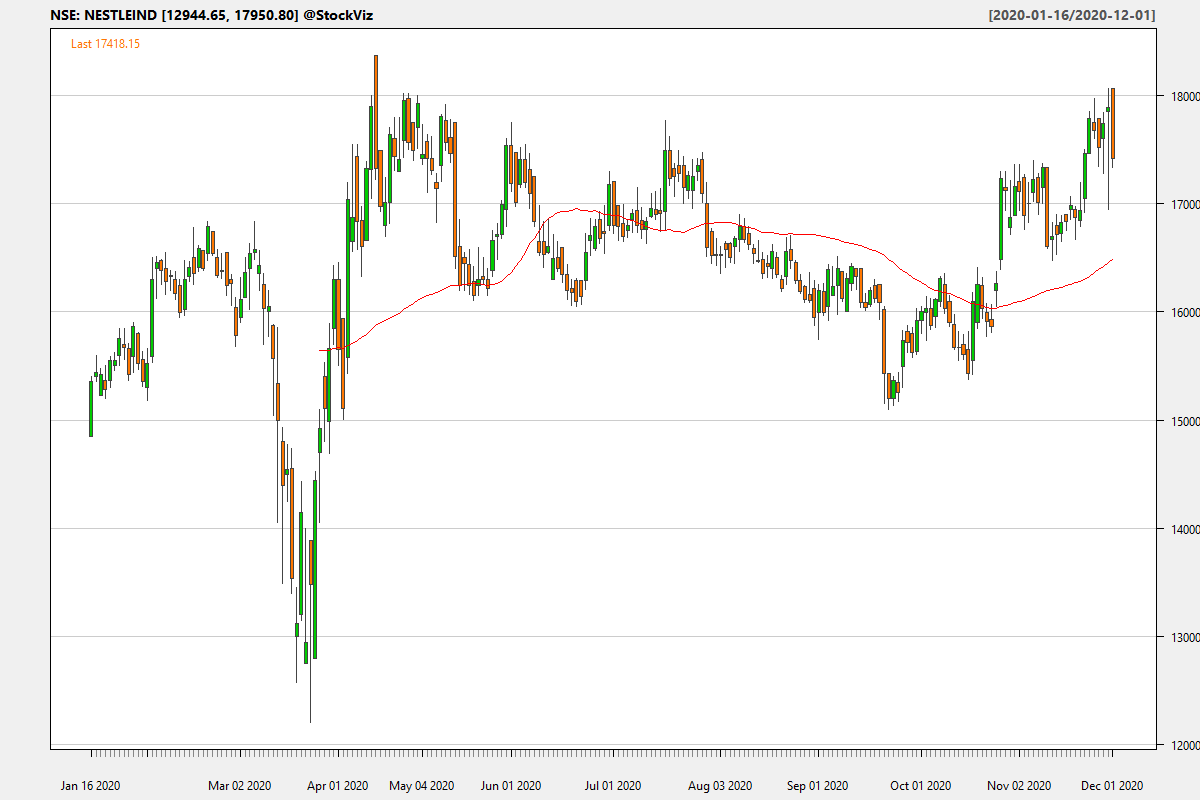 NSE: NESTLEIND [12944.65, 17950.80] @StockViz [2020-01-16/2020-12-01]
Last 17418.15
18000
17000
16000
15000
14000
13000
12000
Jan 16 2020 Mar 02 2020 Apr 01 2020 May 04 2020 Jun 01 2020 Jul 01 2020 Aug 03 2020 Sep 01 2020 Oct 01 2020 Nov 02 2020 Dec 01 2020